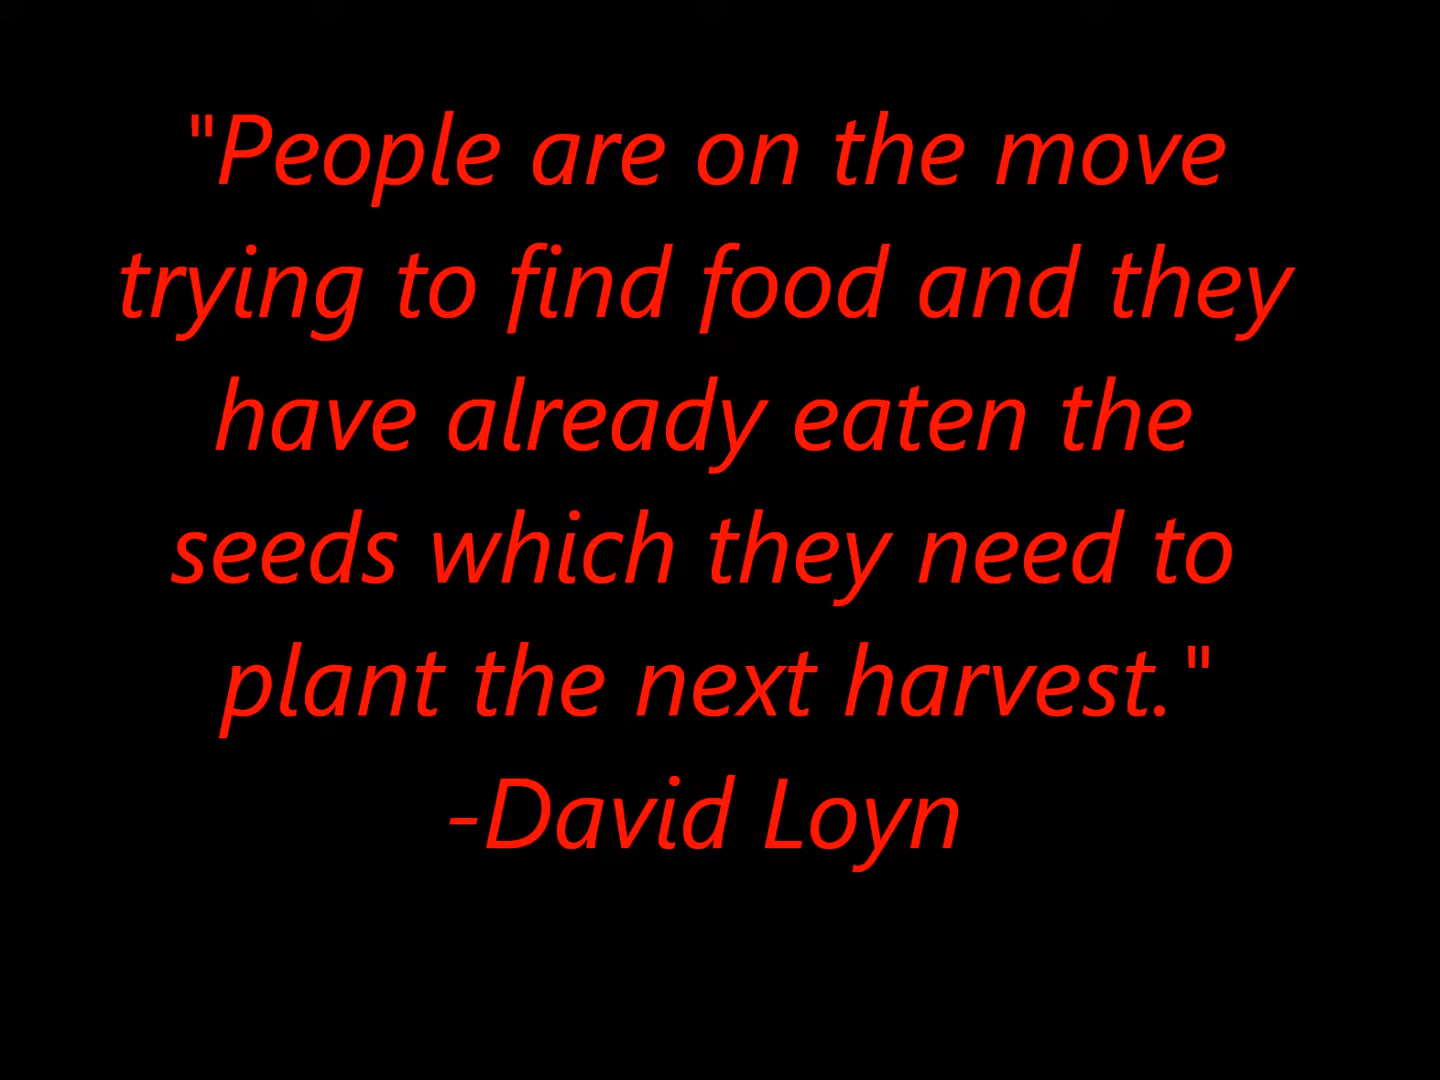 "People are on the move
trying to find food and they
have already eaten the
seeds which they need to
plant the next harvest."
-David Loyn